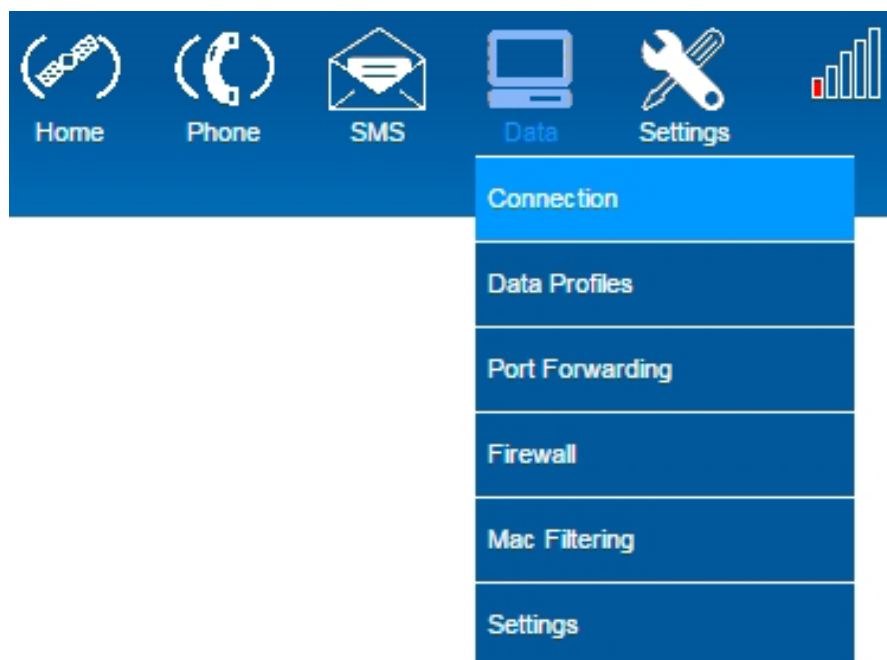 Home Phone SMS Data Settings
Connection
Data Profiles
Port Forwarding
Firewall
Mac Filtering
Settings